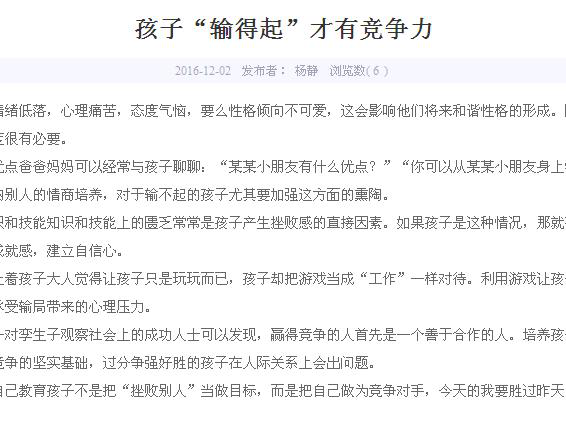 孩子“输得起”才有竞争力
2016-12-02 发布者： 杨静 浏览数( 6 )
情绪低落，心理痛苦，态度气恼，要么性格倾向不可爱，这会影响他们将来和谐性格的形成。
很有必要。
优点爸爸妈妈可以经常与孩子聊聊：“某某小朋友有什么优点？”“你可以从某某小朋友身上
别人的情商培养，对于输不起的孩子尤其要加强这方面的熏陶。
识和技能知识和技能上的匮乏常常是孩子产生挫败感的直接因素。如果孩子是这种情况，那就
成就感，建立自信心。
着孩子大人觉得让孩子只是玩玩而已，孩子却把游戏当成“工作”一样对待。利用游戏让孩
承受输局带来的心理压力。
一对孪生子观察社会上的成功人士可以发现，赢得竞争的人首先是一个善于合作的人。培养孩
竞争的坚实基础，过分争强好胜的孩子在人际关系上会出问题。
自己教育孩子不是把“挫败别人”当做目标，而是把自己做为竞争对手，今天的我要胜过昨天